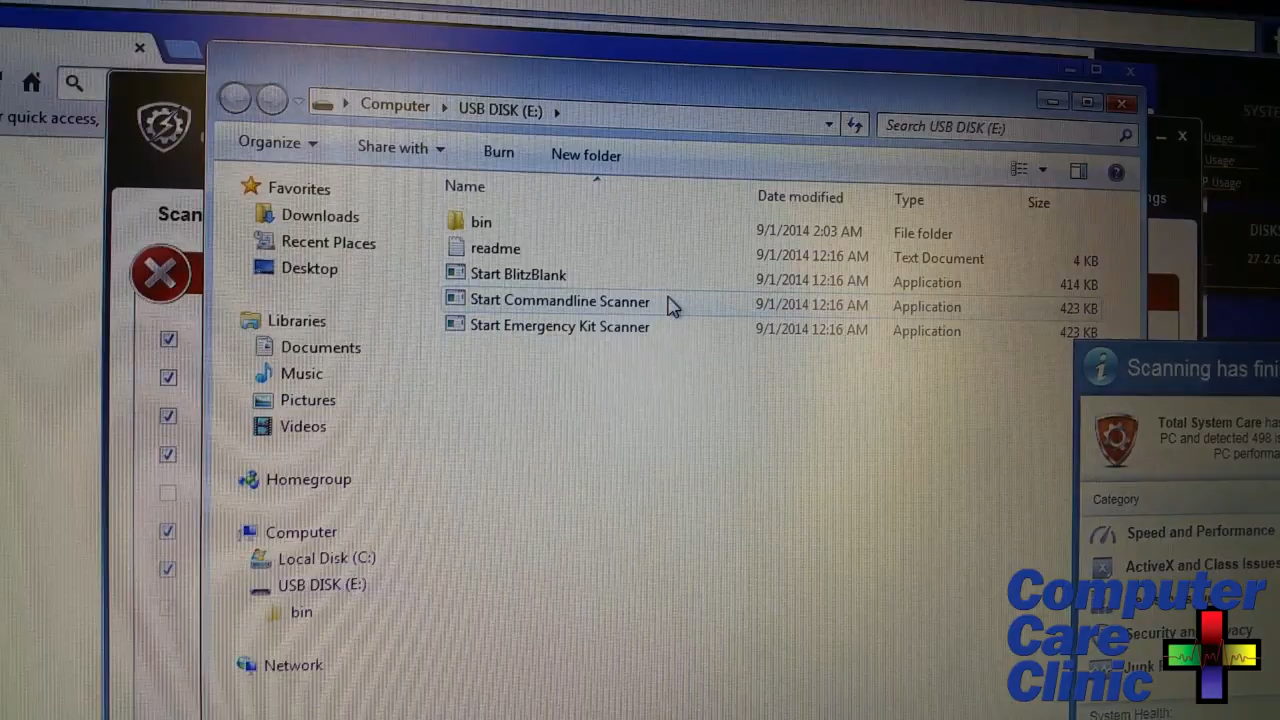 r quick access,
Computer
USB DISK (E:)
Search USB DISK (E:)
Organize
Share with
Burn
New folder
Name
Date modified
Type
Size
Favorites
Downloads
Recent Places
Desktop
Libraries
Documents
Music
Pictures
Videos
Homegroup
Computer
Local Disk (C:)
USB DISK (E:)
bin
Network
bin 9/1/2014 2:03 AM File folder
readme 9/1/2014 12:16 AM Text Document 4 KB
Start BlitzBlank 9/1/2014 12:16 AM Application 414 KB
Start Commandline Scanner 9/1/2014 12:16 AM Application 423 KB
Start Emergency Kit Scanner 9/1/2014 12:16 AM Application 423 KB
Scan
SYSTE
Usage
Usage
P Usage
ngs
DISKS
27.2 G
Scanning has fini
Total System Care has
PC and detected 498 is
PC performa
Category
Speed and Performance
ActiveX and Class Issues
Security and Privacy
Junk
System Health:
Computer
Care
Clinic